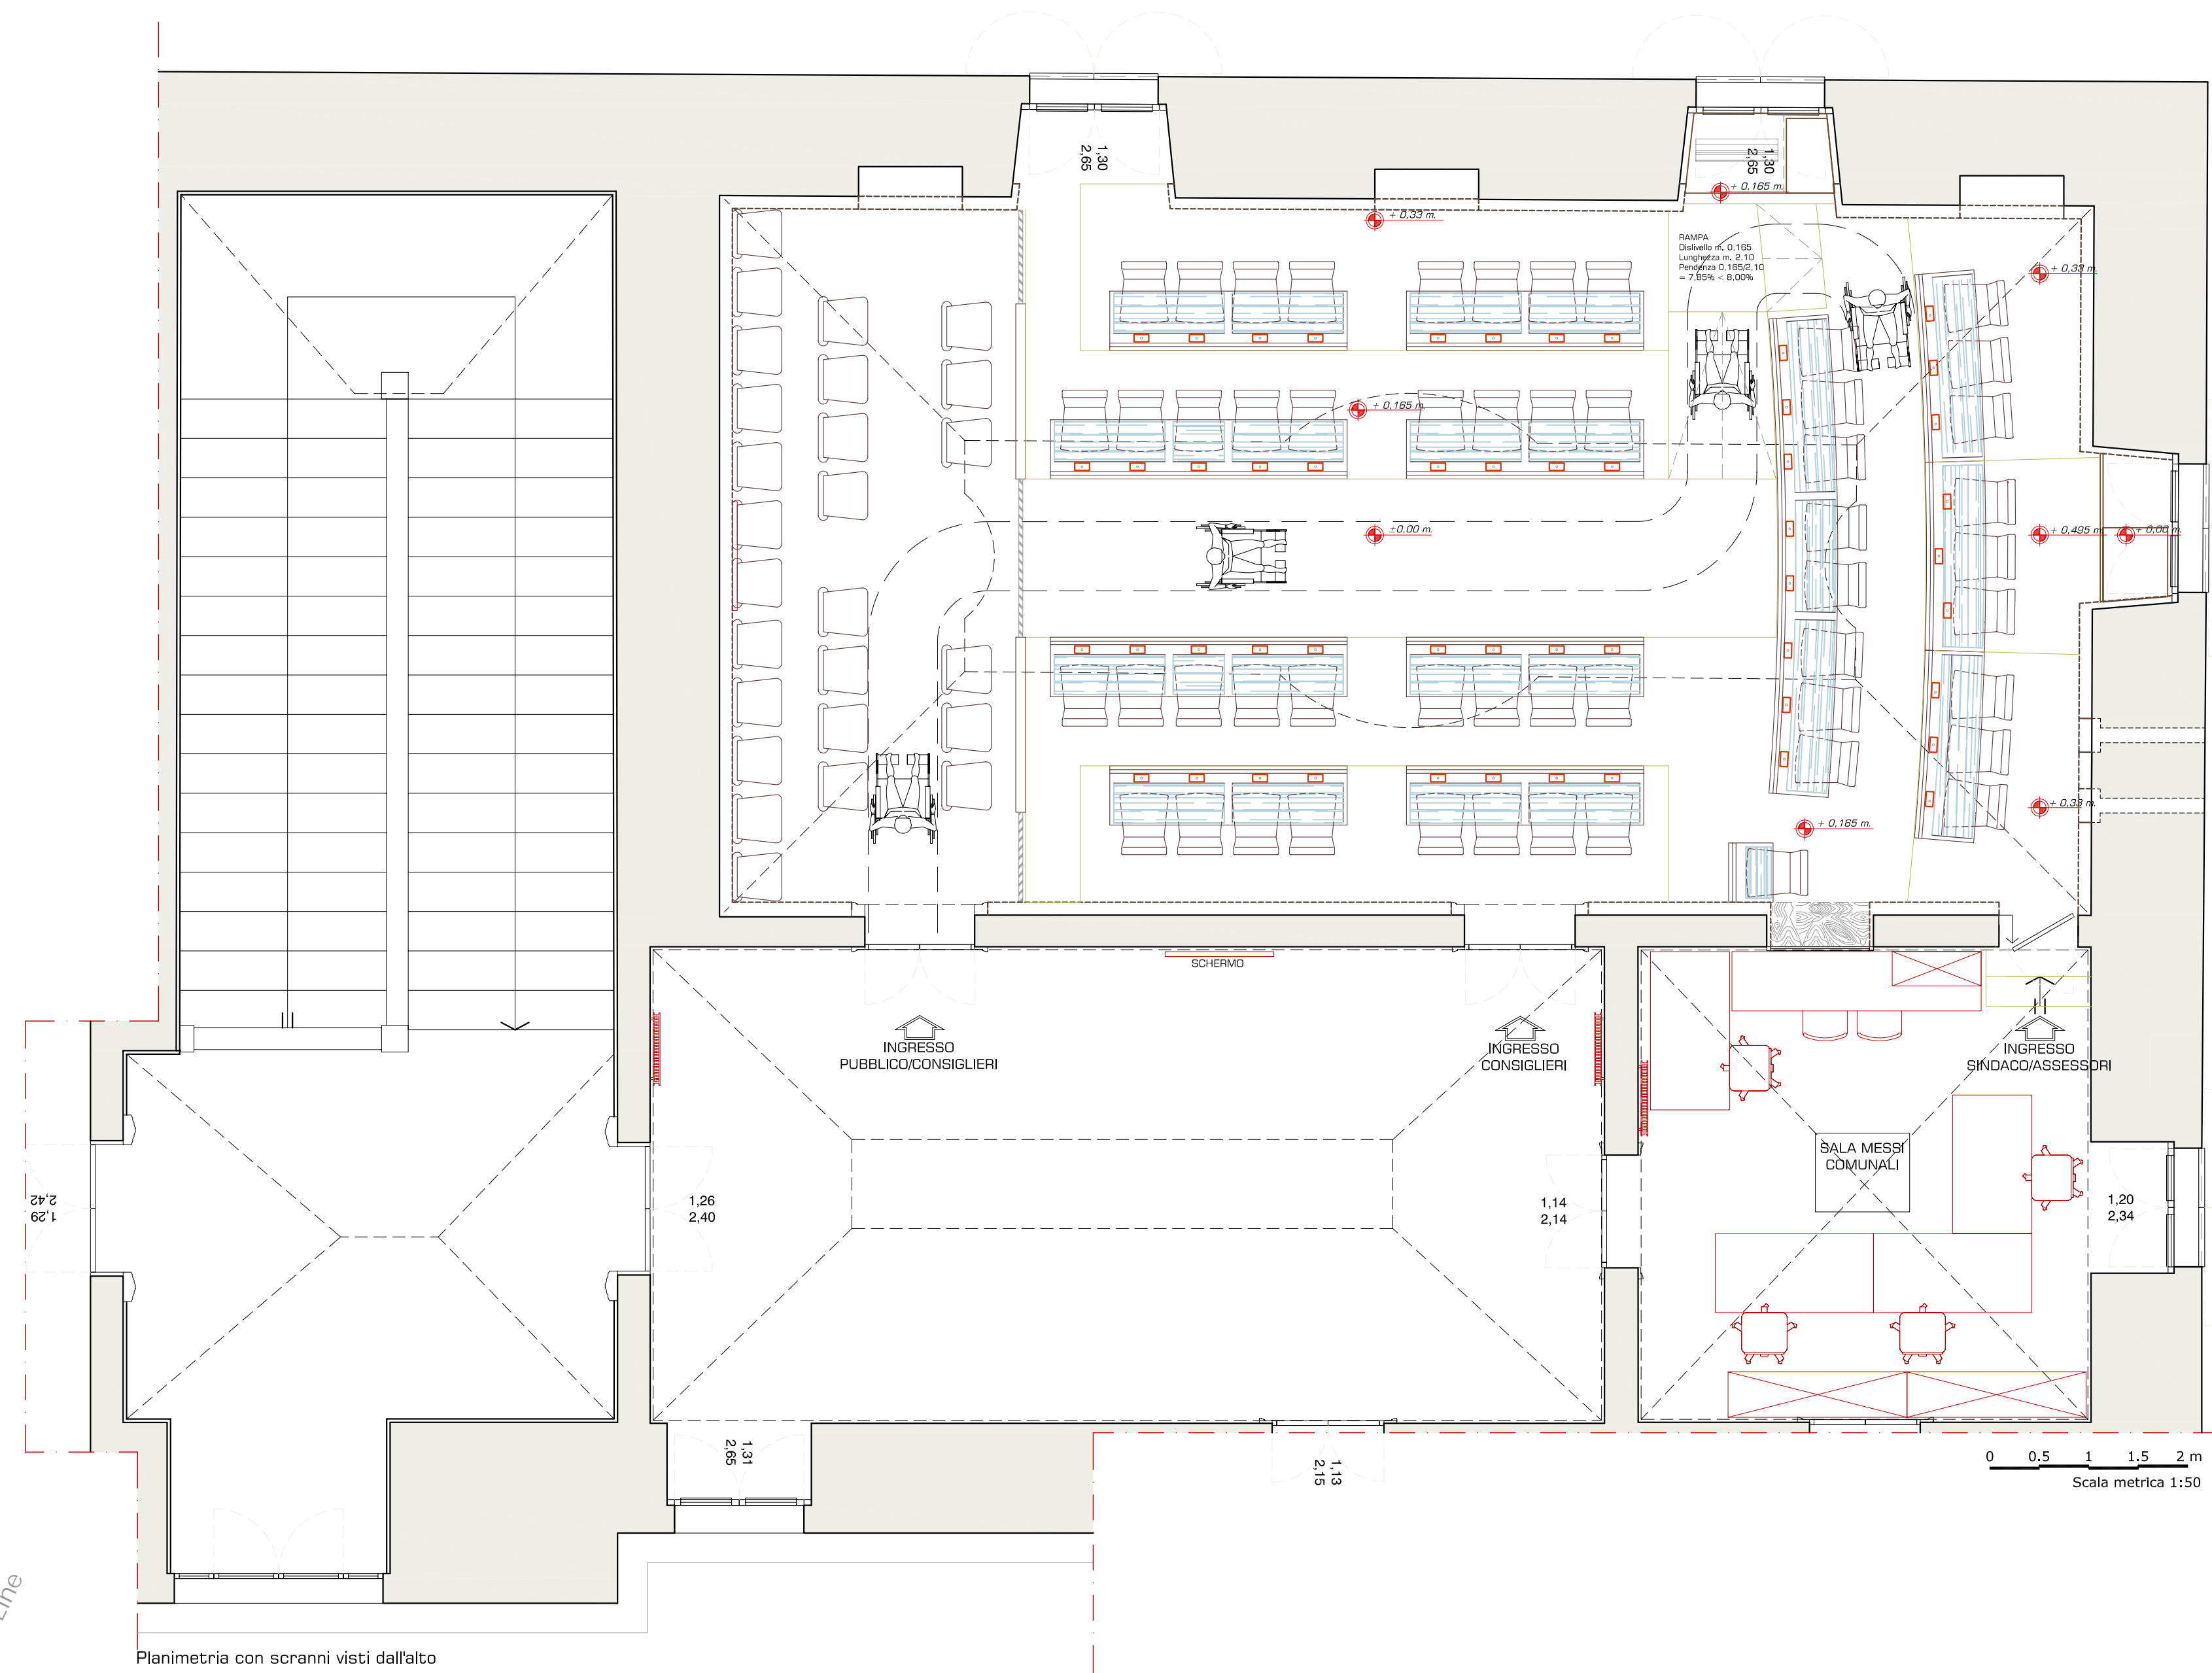 1,30
2,65
1,30
2,65
+ 0,165 m.
+ 0,33 m.
RAMPA
Dislivello m. 0,165
Lunghezza m. 2,10
Pendenza 0,165/2,10
= 7,85% < 8,00%
+ 0,33 m.
+ 0,165 m.
±0,00 m.
+ 0,495 m.
+ 0,00 m.
+ 0,33 m.
+ 0,165 m.
SCHERMO
INGRESSO
PUBBLICO/CONSIGLIERI
INGRESSO
CONSIGLIERI
INGRESSO
SINDACO/ASSESSORI
SALA MESSI
COMUNALI
1,29
2,42
1,26
2,40
1,14
2,14
1,20
2,34
1,31
2,65
1,13
2,15
0 0.5 1 1.5 2 m
Scala metrica 1:50
Planimetria con scranni visti dall'alto